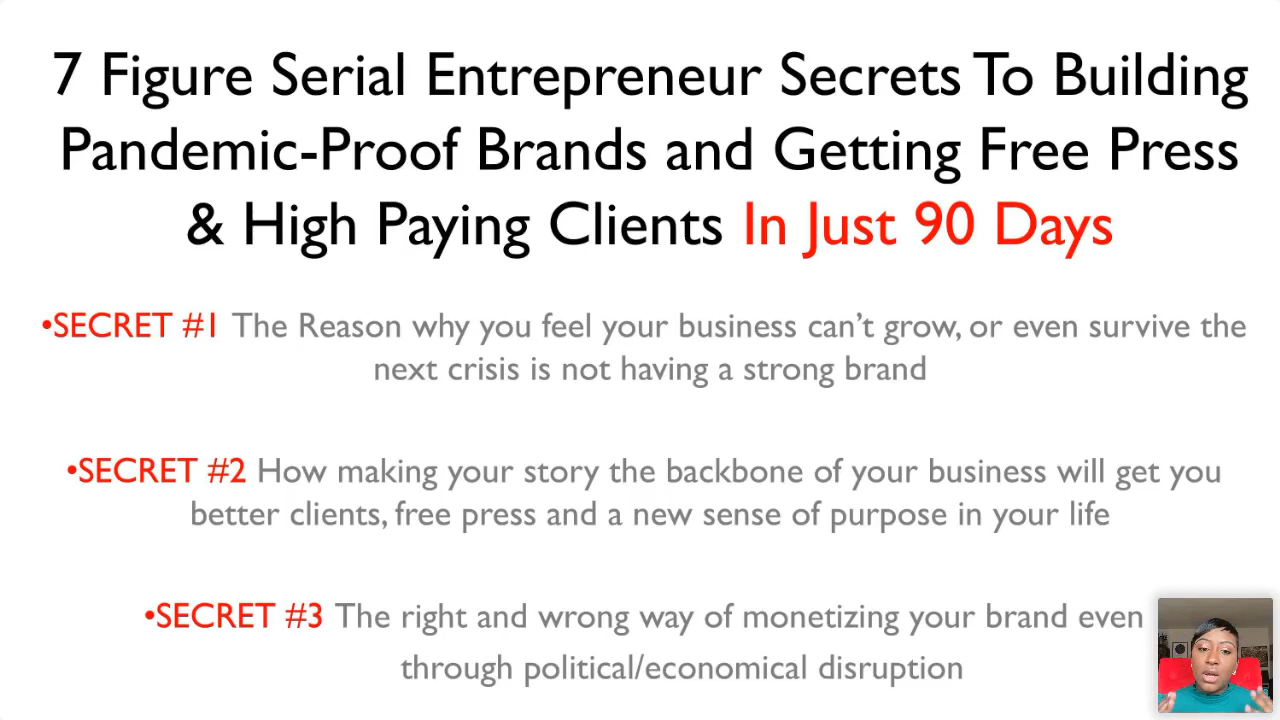 7 Figure Serial Entrepreneur Secrets To Building
Pandemic-Proof Brands and Getting Free Press
& High Paying Clients In Just 90 Days
•SECRET #1 The Reason why you feel your business can’t grow, or even survive the
next crisis is not having a strong brand
•SECRET #2 How making your story the backbone of your business will get you
better clients, free press and a new sense of purpose in your life
•SECRET #3 The right and wrong way of monetizing your brand even
through political/economical disruption